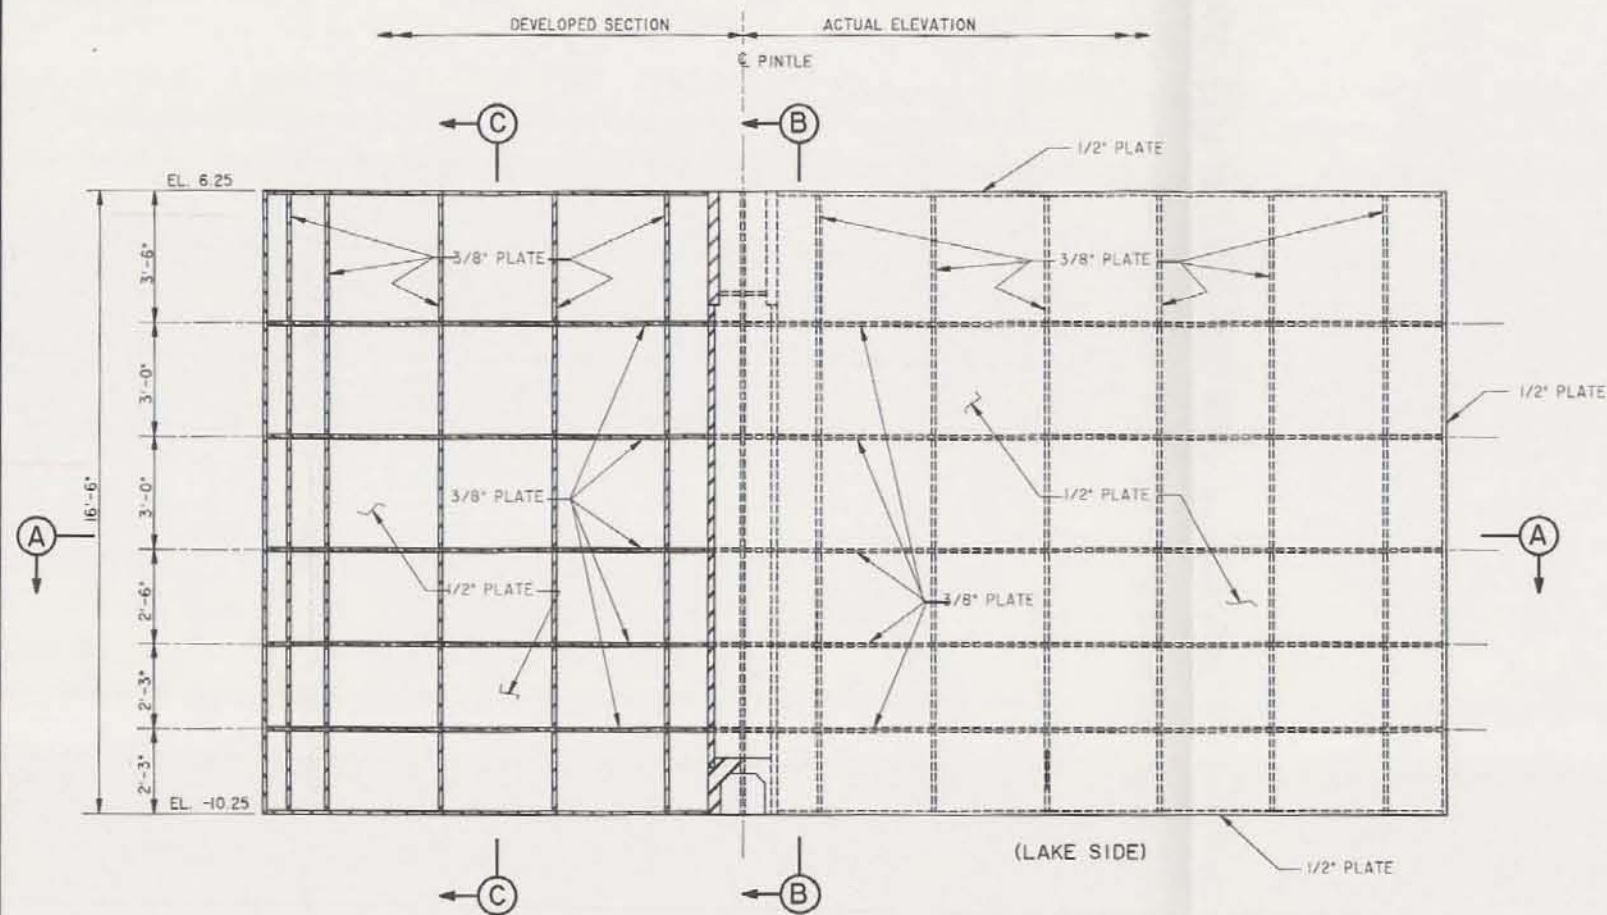 DEVELOPED SECTION
ACTUAL ELEVATION
℄ PINTLE
C
B
1/2" PLATE
EL. 6.25
3/8" PLATE
3/8" PLATE
3'-6"
3'-0"
1/2" PLATE
3/8" PLATE
1/2" PLATE
16'-6"
3'-0"
A
A
2'-6"
1/2" PLATE
3/8" PLATE
2'-3"
2'-3"
EL. -10.25
(LAKE SIDE)
1/2" PLATE
C
B